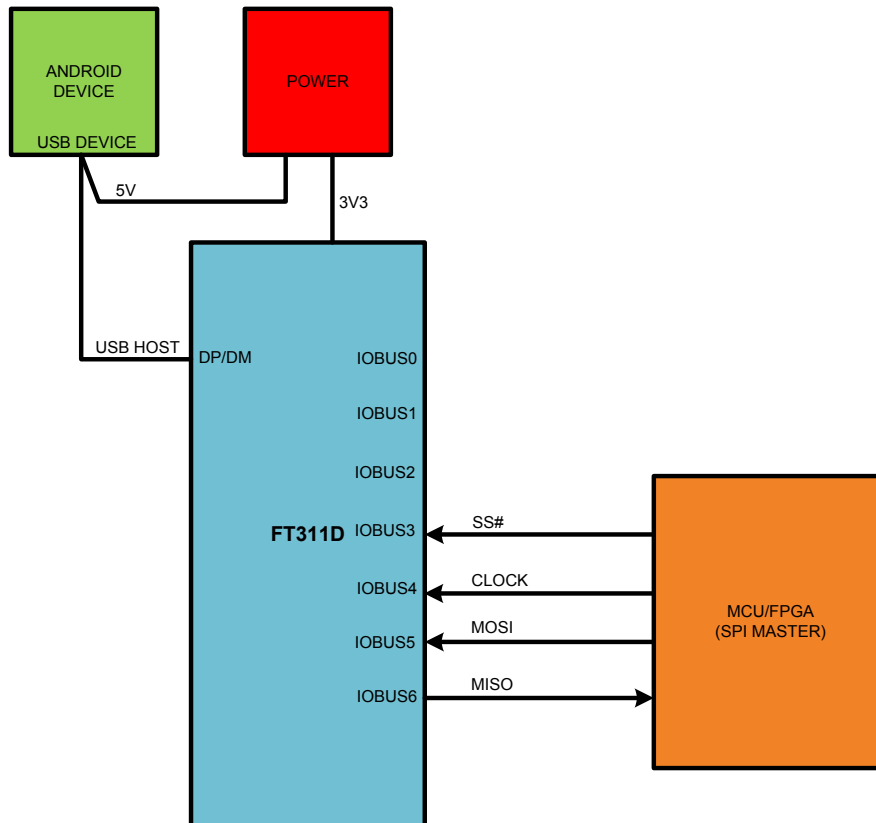 ANDROID
DEVICE
USB DEVICE
POWER
5V
3V3
USB HOST
DP/DM
IOBUS0
IOBUS1
IOBUS2
FT311D
IOBUS3
SS#
IOBUS4
CLOCK
IOBUS5
MOSI
IOBUS6
MISO
MCU/FPGA
(SPI MASTER)